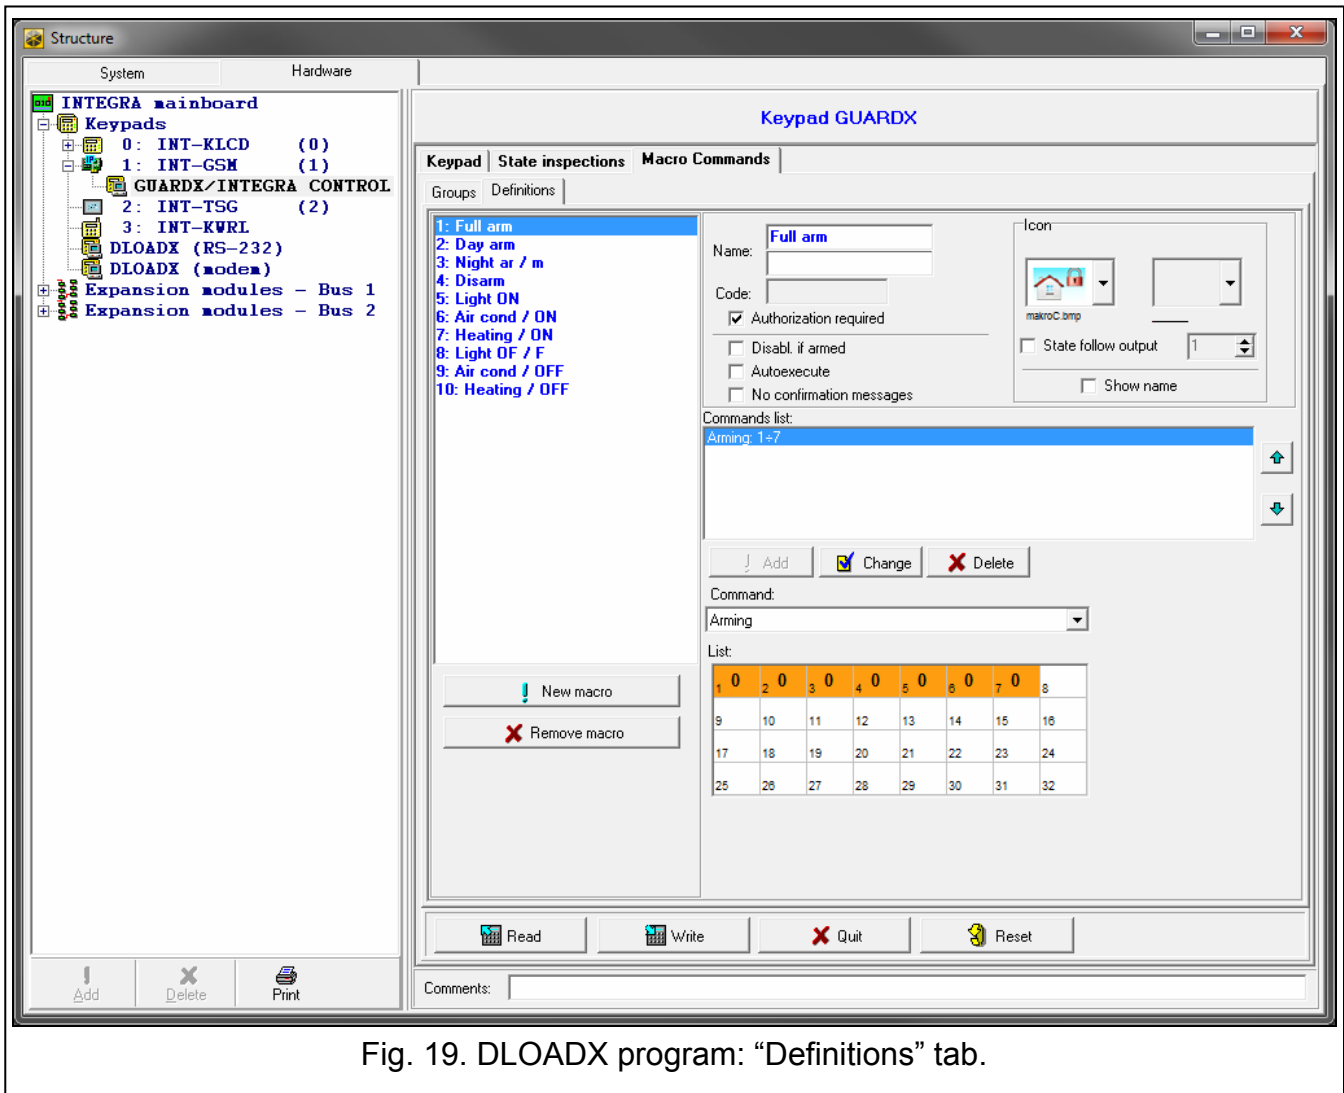 Structure
System
Hardware
INTEGRA mainboard
Keypads
0: INT-KLCD (0)
1: INT-GSM (1)
GUARDX/INTEGRA CONTROL
2: INT-TSG (2)
3: INT-KWRL
DLOADX (RS-232)
DLOADX (modem)
Expansion modules - Bus 1
Expansion modules - Bus 2
Add
Delete
Print
Keypad GUARDX
Keypad
State inspections
Macro Commands
Groups
Definitions
1: Full arm
2: Day arm
3: Night ar / m
4: Disarm
5: Light ON
6: Air cond / ON
7: Heating / ON
8: Light OF / F
9: Air cond / OFF
10: Heating / OFF
New macro
Remove macro
Name:
Full arm
Code:
Authorization required
Disabl. if armed
Autoexecute
No confirmation messages
Icon
makroC.bmp
State follow output
1
Show name
Commands list:
Arming: 1÷7
Add
Change
Delete
Command:
Arming
List:
1 0 2 0 3 0 4 0 5 0 6 0 7 0 8
9 10 11 12 13 14 15 16
17 18 19 20 21 22 23 24
25 26 27 28 29 30 31 32
Read
Write
Quit
Reset
Comments:
Fig. 19. DLOADX program: “Definitions” tab.